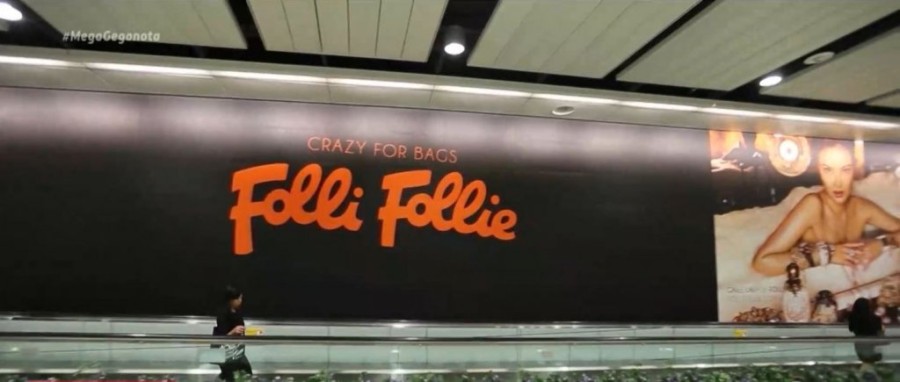 #MegaGegonota
CRAZY FOR BAGS
Folli Follie